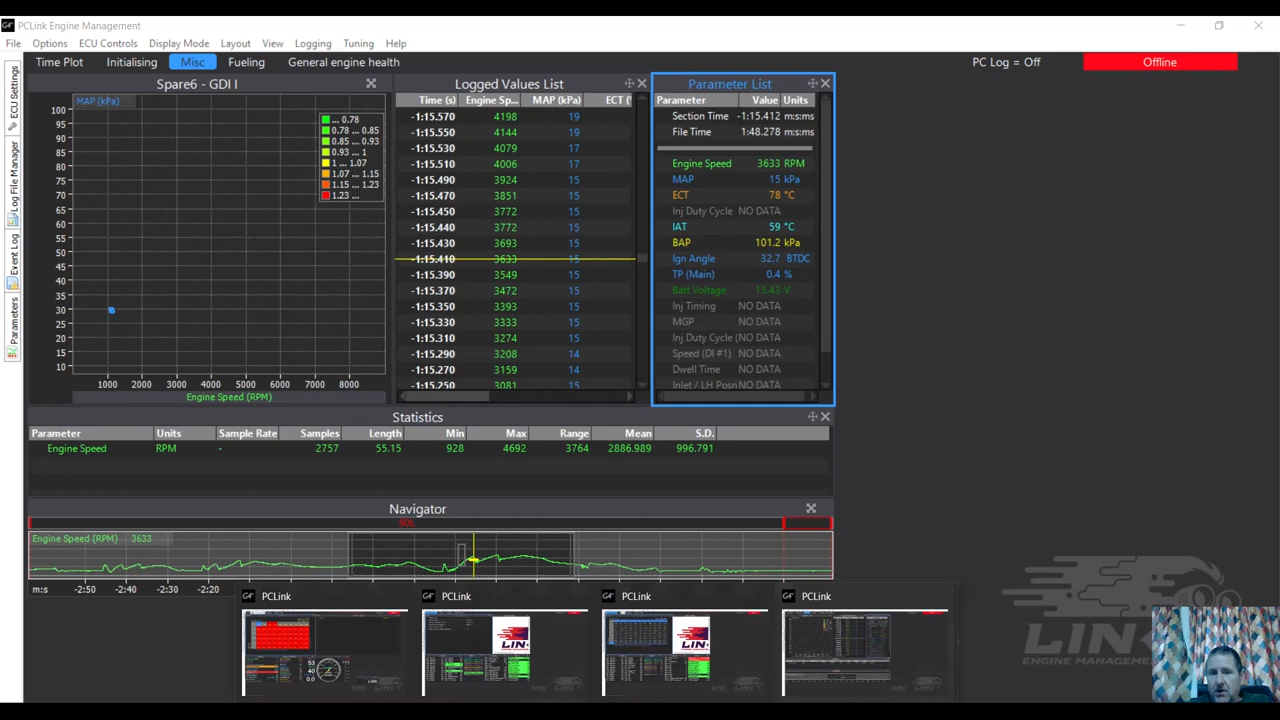 PCLink Engine Management
File Options ECU Controls Display Mode Layout View Logging Tuning Help
Time Plot Initialising Misc Fueling General engine health PC Log = Off Offline
ECU Settings
Log File Manager
Event Log
Parameters
Spare6 - GDI I
MAP (kPa)
100
95
90
85
80
75
70
65
60
55
50
45
40
35
30
25
20
15
10
... 0.78
0.78 ... 0.85
0.85 ... 0.93
0.93 ... 1
1 ... 1.07
1.07 ... 1.15
1.15 ... 1.23
1.23 ...
1000 2000 3000 4000 5000 6000 7000 8000
Engine Speed (RPM)
Logged Values List
Time (s) Engine Sp... MAP (kPa) ECT (°
-1:15.570 4198 19
-1:15.550 4144 19
-1:15.530 4079 17
-1:15.510 4006 17
-1:15.490 3924 15
-1:15.470 3851 15
-1:15.450 3772 15
-1:15.440 3772 15
-1:15.430 3693 15
-1:15.410 3633 15
-1:15.390 3549 15
-1:15.370 3472 15
-1:15.350 3393 15
-1:15.330 3333 15
-1:15.310 3274 15
-1:15.290 3208 14
-1:15.270 3159 14
-1:15.250 3081 14
Parameter List
Parameter Value Units
Section Time -1:15.412 m:s:ms
File Time 1:48.278 m:s:ms
Engine Speed 3633 RPM
MAP 15 kPa
ECT 78 °C
Inj Duty Cycle NO DATA
IAT 59 °C
BAP 101.2 kPa
Ign Angle 32.7 BTDC
TP (Main) 0.4 %
Batt Voltage 13.43 V
Inj Timing NO DATA
MGP NO DATA
Inj Duty Cycle (NO DATA
Speed (DI #1) NO DATA
Dwell Time NO DATA
Inlet / LH PosnNO DATA
Statistics
Parameter Units Sample Rate Samples Length Min Max Range Mean S.D.
Engine Speed RPM - 2757 55.15 928 4692 3764 2886.989 996.791
Navigator
50%
Engine Speed (RPM) 3633
m:s -2:50 -2:40 -2:30 -2:20
PCLink PCLink PCLink PCLink
LINK
ENGINE MANAGEMENT